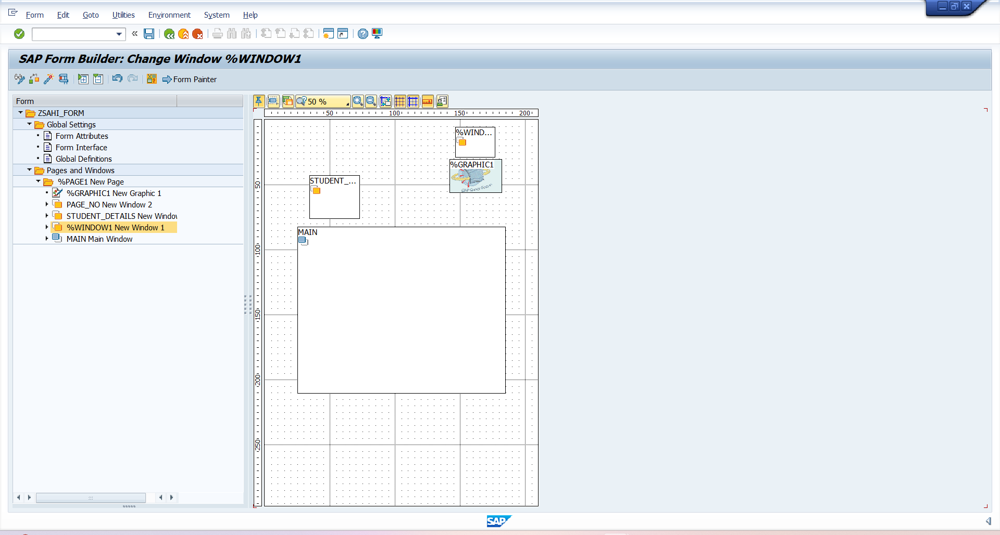 Form Edit Goto Utilities Environment System Help
SAP Form Builder: Change Window %WINDOW1
Form Painter
Form
50 %
ZSAHI_FORM
Global Settings
Form Attributes
Form Interface
Global Definitions
Pages and Windows
%PAGE1 New Page
%GRAPHIC1 New Graphic 1
PAGE_NO New Window 2
STUDENT_DETAILS New Windo
%WINDOW1 New Window 1
MAIN Main Window
50 100 150 200
50
100
150
200
250
%WIND...
%GRAPHIC1
SAP Smart Forms
STUDENT_...
MAIN
SAP